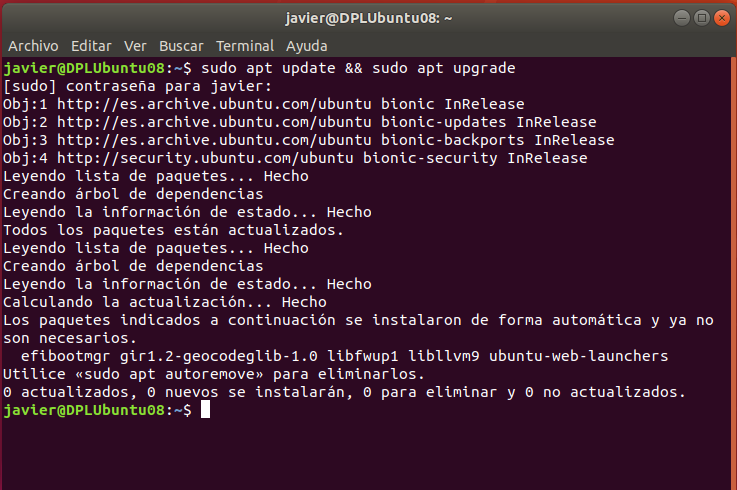 javier@DPLUbuntu08: ~
Archivo Editar Ver Buscar Terminal Ayuda
javier@DPLUbuntu08:~$ sudo apt update && sudo apt upgrade
[sudo] contraseña para javier:
Obj:1 http://es.archive.ubuntu.com/ubuntu bionic InRelease
Obj:2 http://es.archive.ubuntu.com/ubuntu bionic-updates InRelease
Obj:3 http://es.archive.ubuntu.com/ubuntu bionic-backports InRelease
Obj:4 http://security.ubuntu.com/ubuntu bionic-security InRelease
Leyendo lista de paquetes... Hecho
Creando árbol de dependencias
Leyendo la información de estado... Hecho
Todos los paquetes están actualizados.
Leyendo lista de paquetes... Hecho
Creando árbol de dependencias
Leyendo la información de estado... Hecho
Calculando la actualización... Hecho
Los paquetes indicados a continuación se instalaron de forma automática y ya no
son necesarios.
  efibootmgr gir1.2-geocodeglib-1.0 libfwup1 libllvm9 ubuntu-web-launchers
Utilice «sudo apt autoremove» para eliminarlos.
0 actualizados, 0 nuevos se instalarán, 0 para eliminar y 0 no actualizados.
javier@DPLUbuntu08:~$